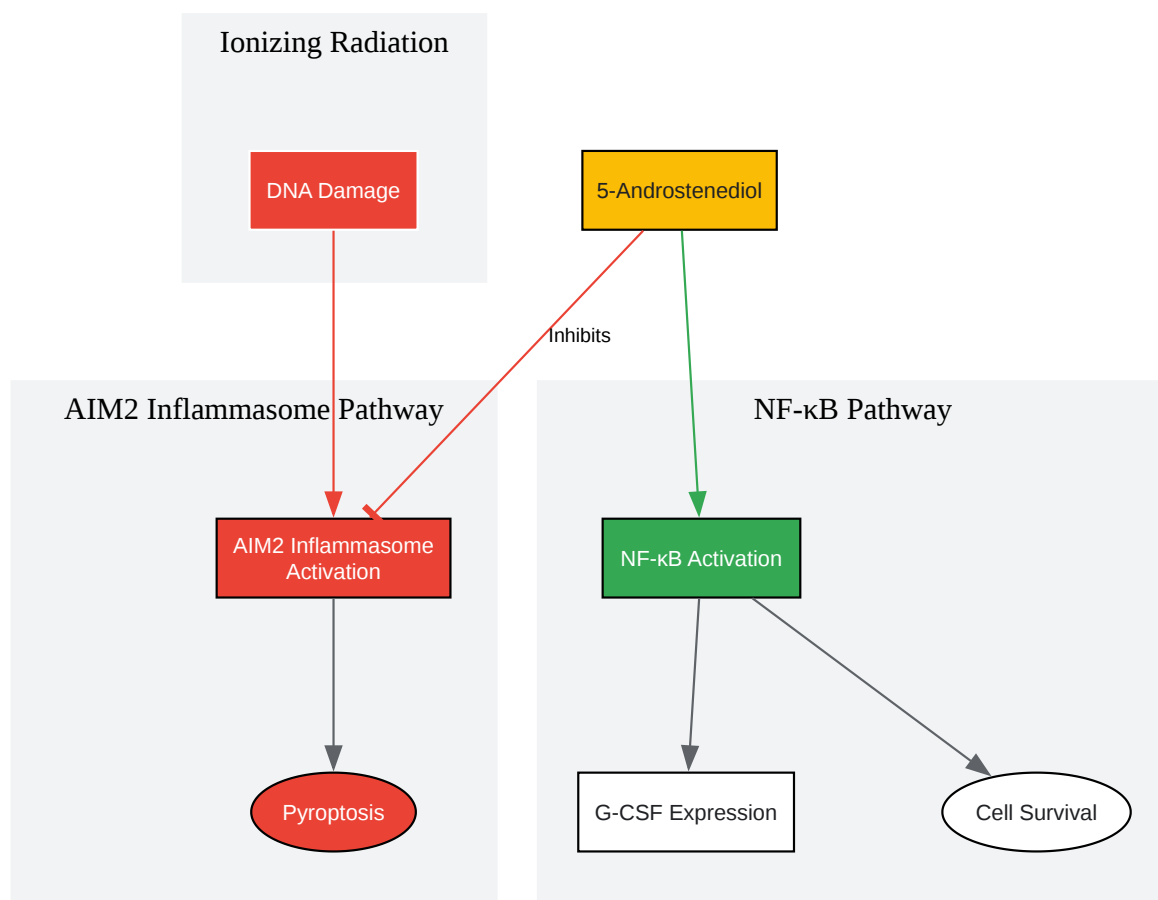 Ionizing Radiation
DNA Damage
5-Androstenediol
Inhibits
AIM2 Inflammasome Pathway
NF-κB Pathway
AIM2 Inflammasome
Activation
NF-κB Activation
Pyroptosis
G-CSF Expression
Cell Survival